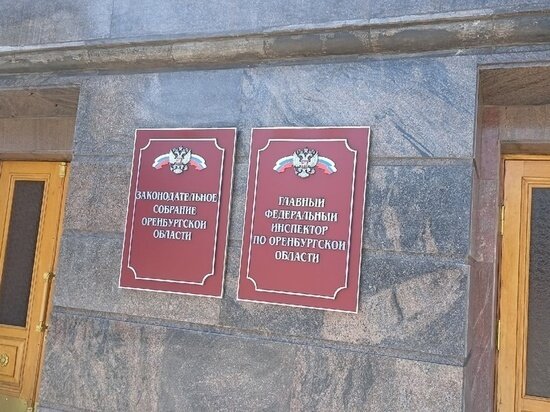 ЗАКОНОДАТЕЛЬНОЕ
СОБРАНИЕ
ОРЕНБУРГСКОЙ
ОБЛАСТИ
ГЛАВНЫЙ
ФЕДЕРАЛЬНЫЙ
ИНСПЕКТОР
ПО ОРЕНБУРГСКОЙ
ОБЛАСТИ